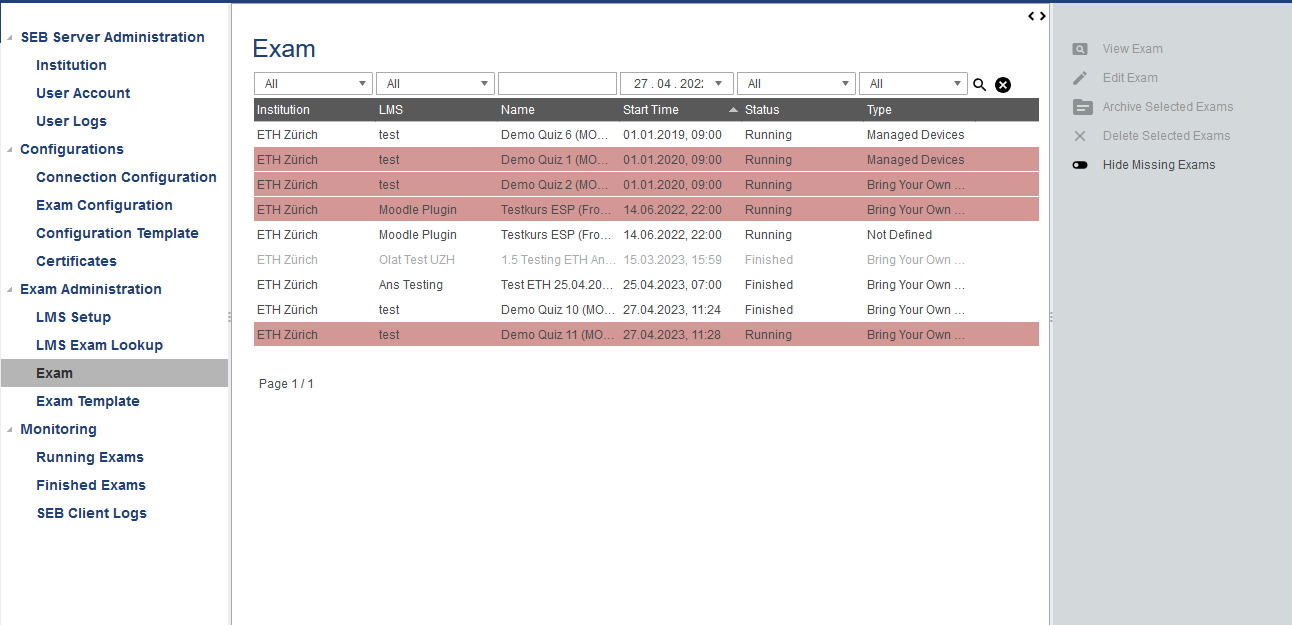 SEB Server Administration
Institution
User Account
User Logs
Configurations
Connection Configuration
Exam Configuration
Configuration Template
Certificates
Exam Administration
LMS Setup
LMS Exam Lookup
Exam
Exam Template
Monitoring
Running Exams
Finished Exams
SEB Client Logs
Exam
All All 27 . 04 . 202 All All
Institution LMS Name Start Time Status Type
ETH Zürich test Demo Quiz 6 (MO... 01.01.2019, 09:00 Running Managed Devices
ETH Zürich test Demo Quiz 1 (MO... 01.01.2020, 09:00 Running Managed Devices
ETH Zürich test Demo Quiz 2 (MO... 01.01.2020, 09:00 Running Bring Your Own ...
ETH Zürich Moodle Plugin Testkurs ESP (Fro... 14.06.2022, 22:00 Running Bring Your Own ...
ETH Zürich Moodle Plugin Testkurs ESP (Fro... 14.06.2022, 22:00 Running Not Defined
ETH Zürich Olat Test UZH 1.5 Testing ETH An... 15.03.2023, 15:59 Finished Bring Your Own ...
ETH Zürich Ans Testing Test ETH 25.04.20... 25.04.2023, 07:00 Finished Bring Your Own ...
ETH Zürich test Demo Quiz 10 (MO... 27.04.2023, 11:24 Finished Bring Your Own ...
ETH Zürich test Demo Quiz 11 (MO... 27.04.2023, 11:28 Running Bring Your Own ...
Page 1 / 1
View Exam
Edit Exam
Archive Selected Exams
Delete Selected Exams
Hide Missing Exams